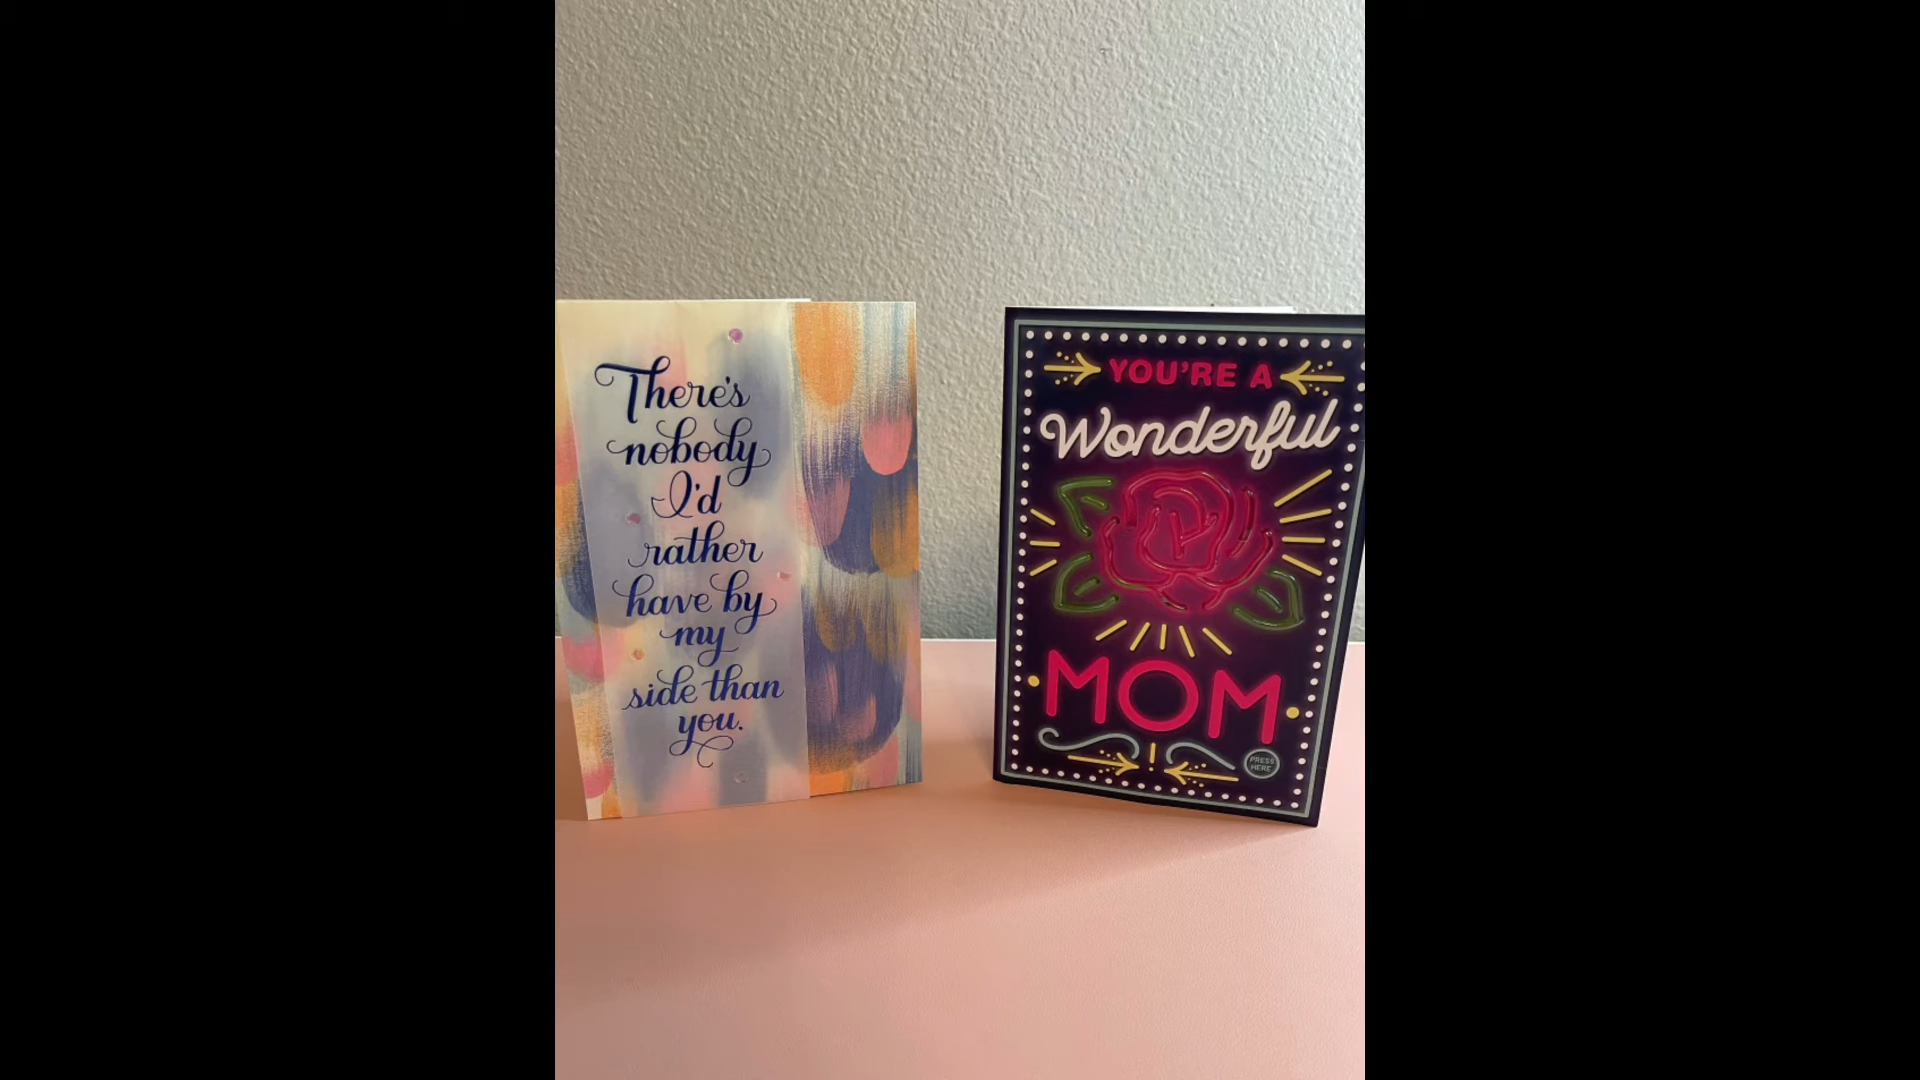 There's
nobody
I'd
rather
have by
my
side than
you.
YOU'RE A
Wonderful
MOM
!
PRESS
HERE